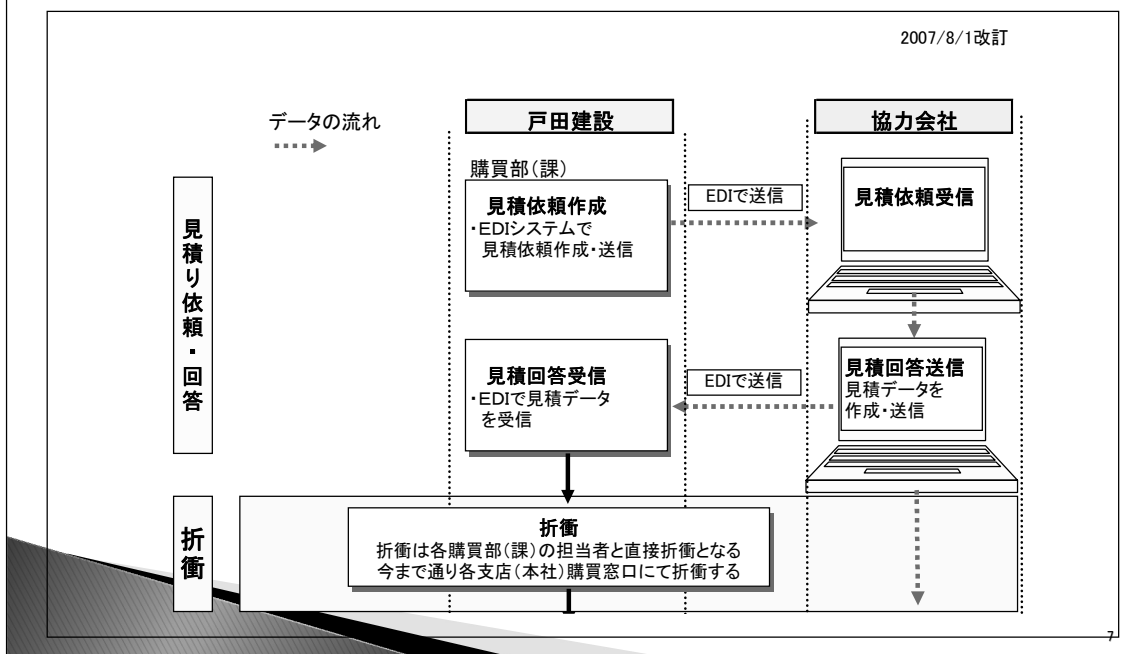 2007/8/1改訂
データの流れ
戸田建設
協力会社
見積り依頼・回答
購買部(課)
見積依頼作成
・EDIシステムで
見積依頼作成・送信
EDIで送信
見積依頼受信
見積回答受信
・EDIで見積データ
を受信
EDIで送信
見積回答送信
見積データを
作成・送信
折衝
折衝
折衝は各購買部(課)の担当者と直接折衝となる
今まで通り各支店(本社)購買窓口にて折衝する
7